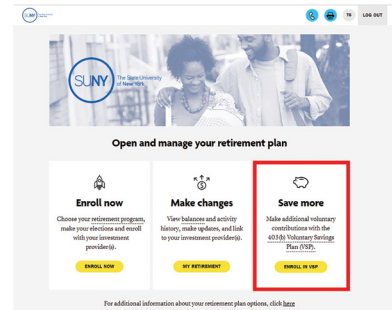 SUNY
TG
LOG OUT
SUNY
The State University
of New York
Open and manage your retirement plan
Enroll now
Choose your retirement program,
make your elections and enroll
with your investment
provider(s).
ENROLL NOW
Make changes
View balances and activity
history, make updates, and link
to your investment provider(s).
MY RETIREMENT
Save more
Make additional voluntary
contributions with the
403(b) Voluntary Savings
Plan (VSP).
ENROLL IN VSP
For additional information about your retirement plan options, click here